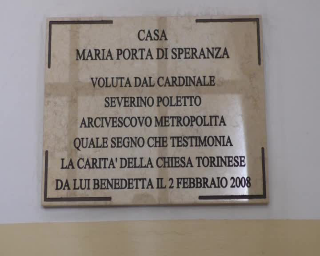 CASA
MARIA PORTA DI SPERANZA
VOLUTA DAL CARDINALE
SEVERINO POLETTO
ARCIVESCOVO METROPOLITA
QUALE SEGNO CHE TESTIMONIA
LA CARITA' DELLA CHIESA TORINESE
DA LUI BENEDETTA IL 2 FEBBRAIO 2008